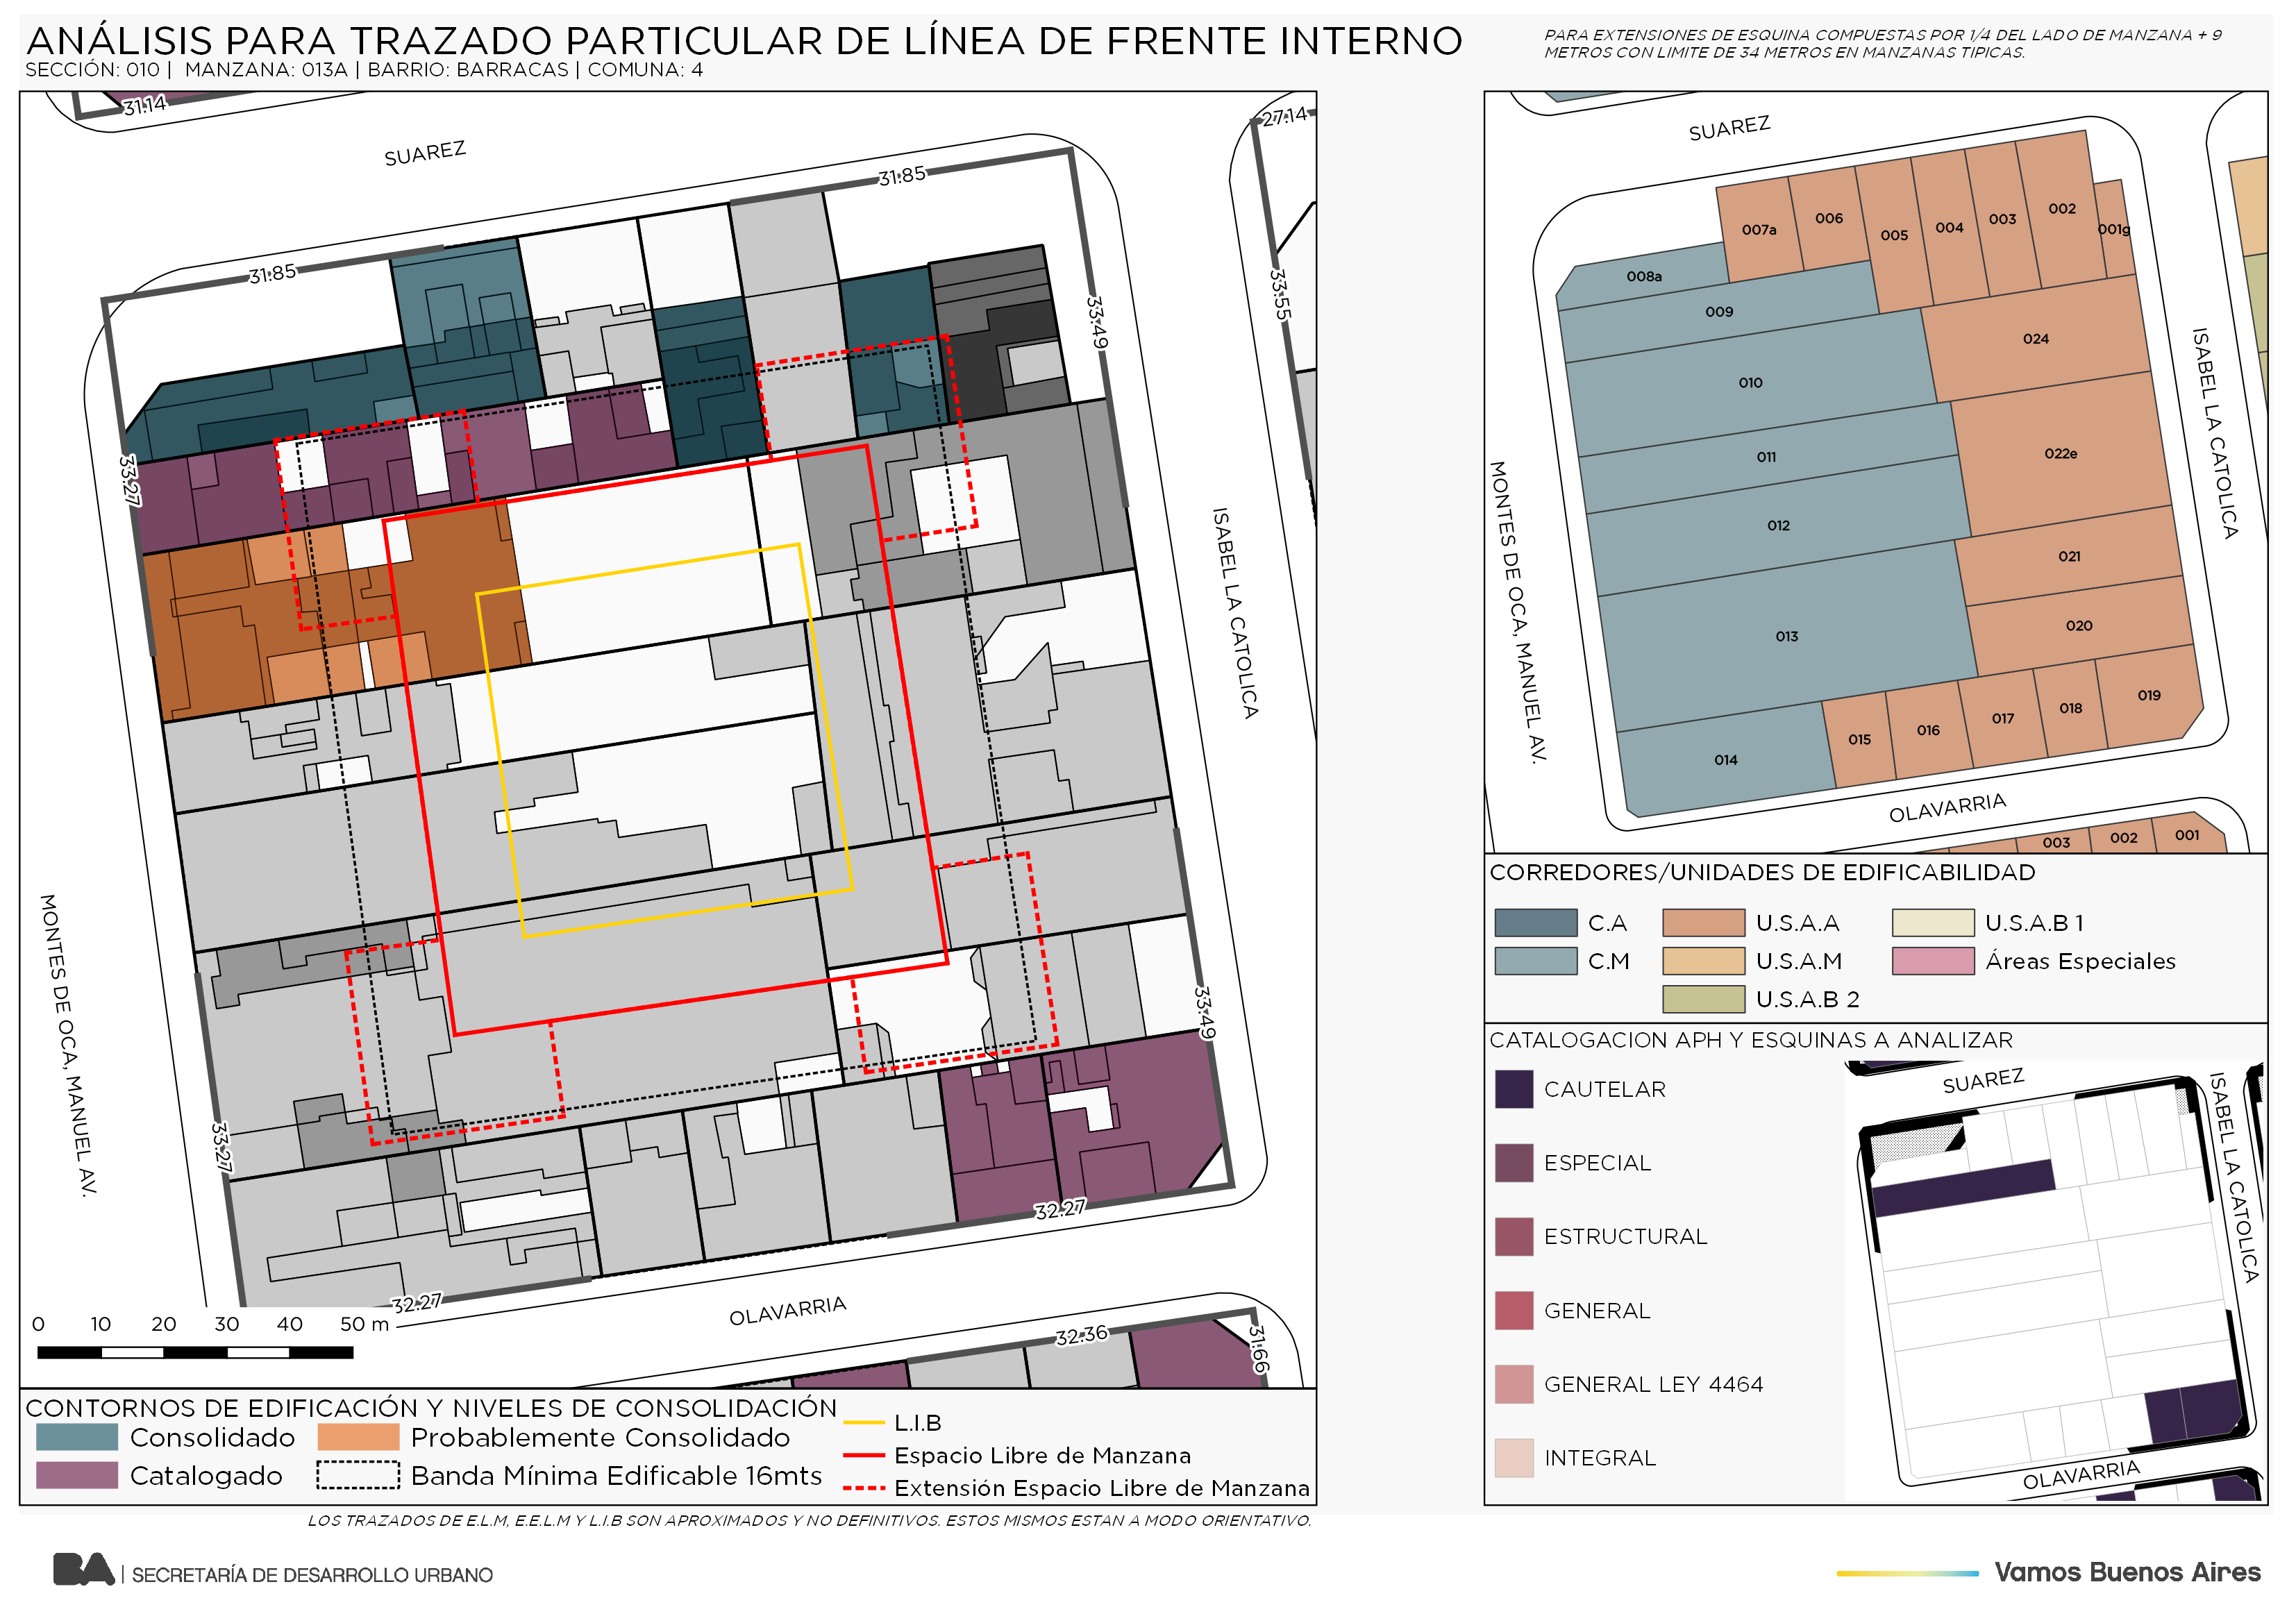 ANÁLISIS PARA TRAZADO PARTICULAR DE LÍNEA DE FRENTE INTERNO
SECCIÓN: 010 | MANZANA: 013A | BARRIO: BARRACAS | COMUNA: 4
PARA EXTENSIONES DE ESQUINA COMPUESTAS POR 1/4 DEL LADO DE MANZANA + 9
METROS CON LIMITE DE 34 METROS EN MANZANAS TIPICAS.
31.14
SUAREZ
27.14
31.85
31.85
33.55
33.49
33.27
ISABEL LA CATOLICA
MONTES DE OCA, MANUEL AV.
33.49
33.27
32.27
32.27
OLAVARRIA
32.36
31.66
0 10 20 30 40 50 m
CONTORNOS DE EDIFICACIÓN Y NIVELES DE CONSOLIDACIÓN
Consolidado
Probablemente Consolidado
Catalogado
Banda Mínima Edificable 16mts
L.I.B
Espacio Libre de Manzana
Extensión Espacio Libre de Manzana
SUAREZ
007a
006
005
004
003
002
001g
008a
009
010
024
011
022e
012
021
013
020
014
015
016
017
018
019
ISABEL LA CATOLICA
MONTES DE OCA, MANUEL AV.
OLAVARRIA
003
002
001
CORREDORES/UNIDADES DE EDIFICABILIDAD
C.A
U.S.A.A
U.S.A.B 1
C.M
U.S.A.M
Áreas Especiales
U.S.A.B 2
CATALOGACION APH Y ESQUINAS A ANALIZAR
CAUTELAR
ESPECIAL
ESTRUCTURAL
GENERAL
GENERAL LEY 4464
INTEGRAL
SUAREZ
ISABEL LA CATOLICA
OLAVARRIA
LOS TRAZADOS DE E.L.M, E.E.L.M Y L.I.B SON APROXIMADOS Y NO DEFINITIVOS. ESTOS MISMOS ESTAN A MODO ORIENTATIVO.
BA | SECRETARÍA DE DESARROLLO URBANO
Vamos Buenos Aires